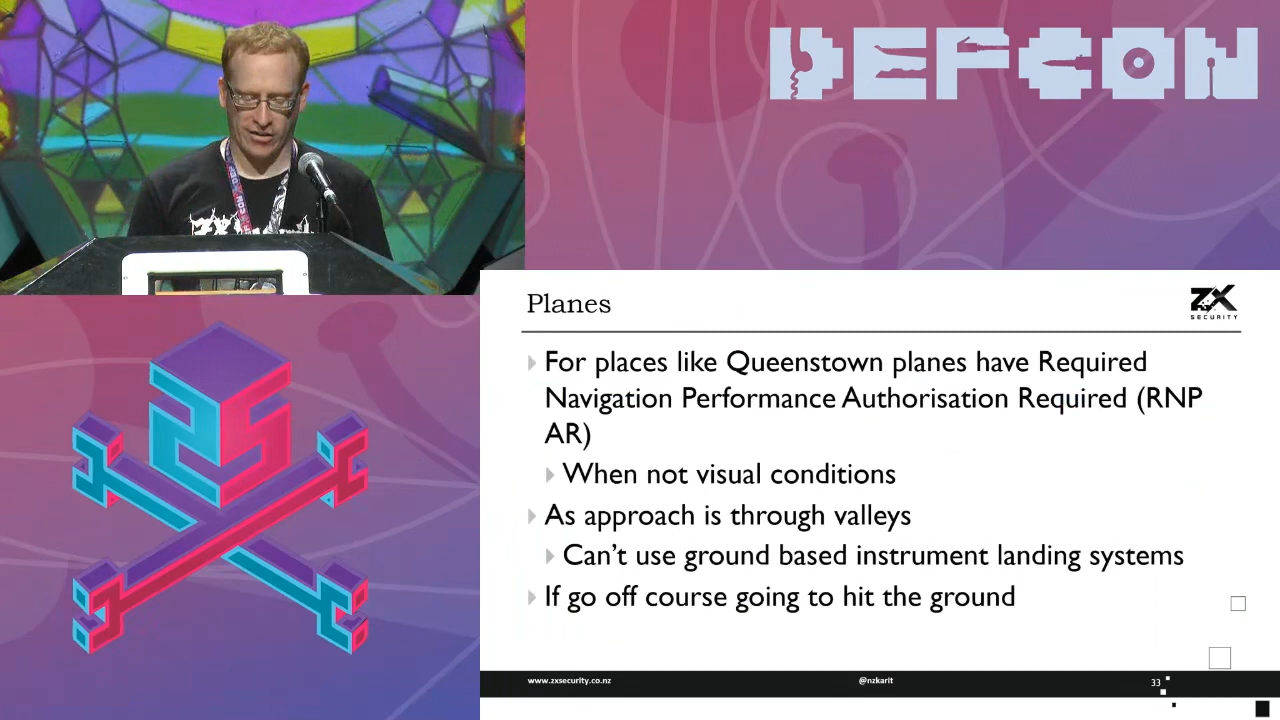 DEFCON
Planes
ZX
SECURITY
For places like Queenstown planes have Required
Navigation Performance Authorisation Required (RNP
AR)
When not visual conditions
As approach is through valleys
Can't use ground based instrument landing systems
If go off course going to hit the ground
www.zxsecurity.co.nz
@nzkarit
33